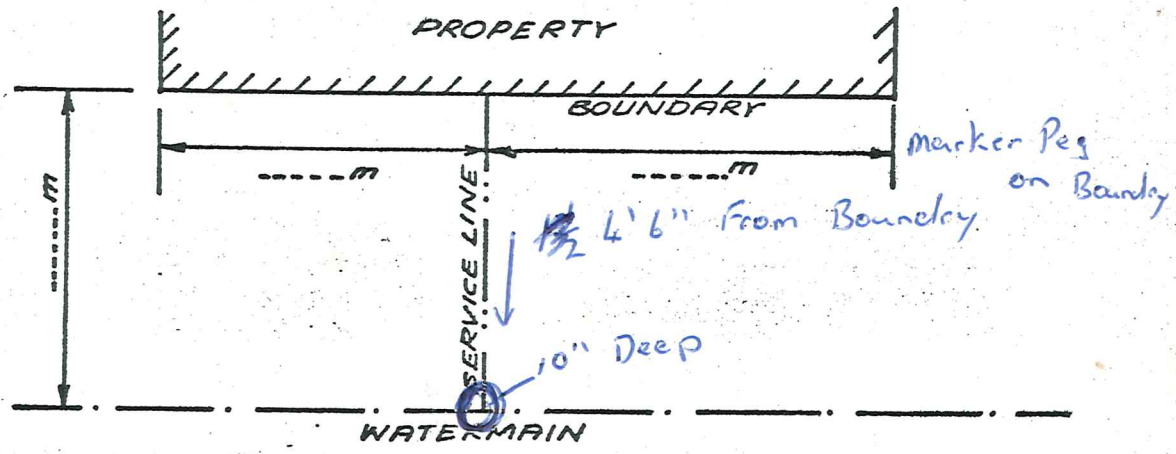 PROPERTY
BOUNDARY
------m
------m
------m
marker Peg
on Boundry
SERVICE LINE
4'6" From Boundry
10" Deep
WATERMAIN